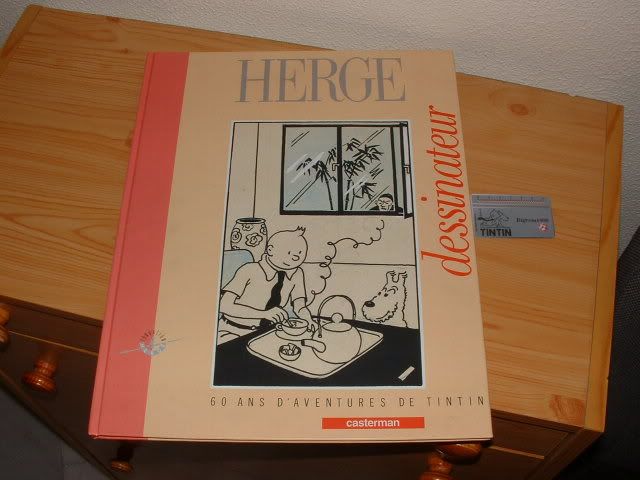 HERGE
dessinateur
60 ANS D'AVENTURES DE TINTIN
casterman
TINTIN